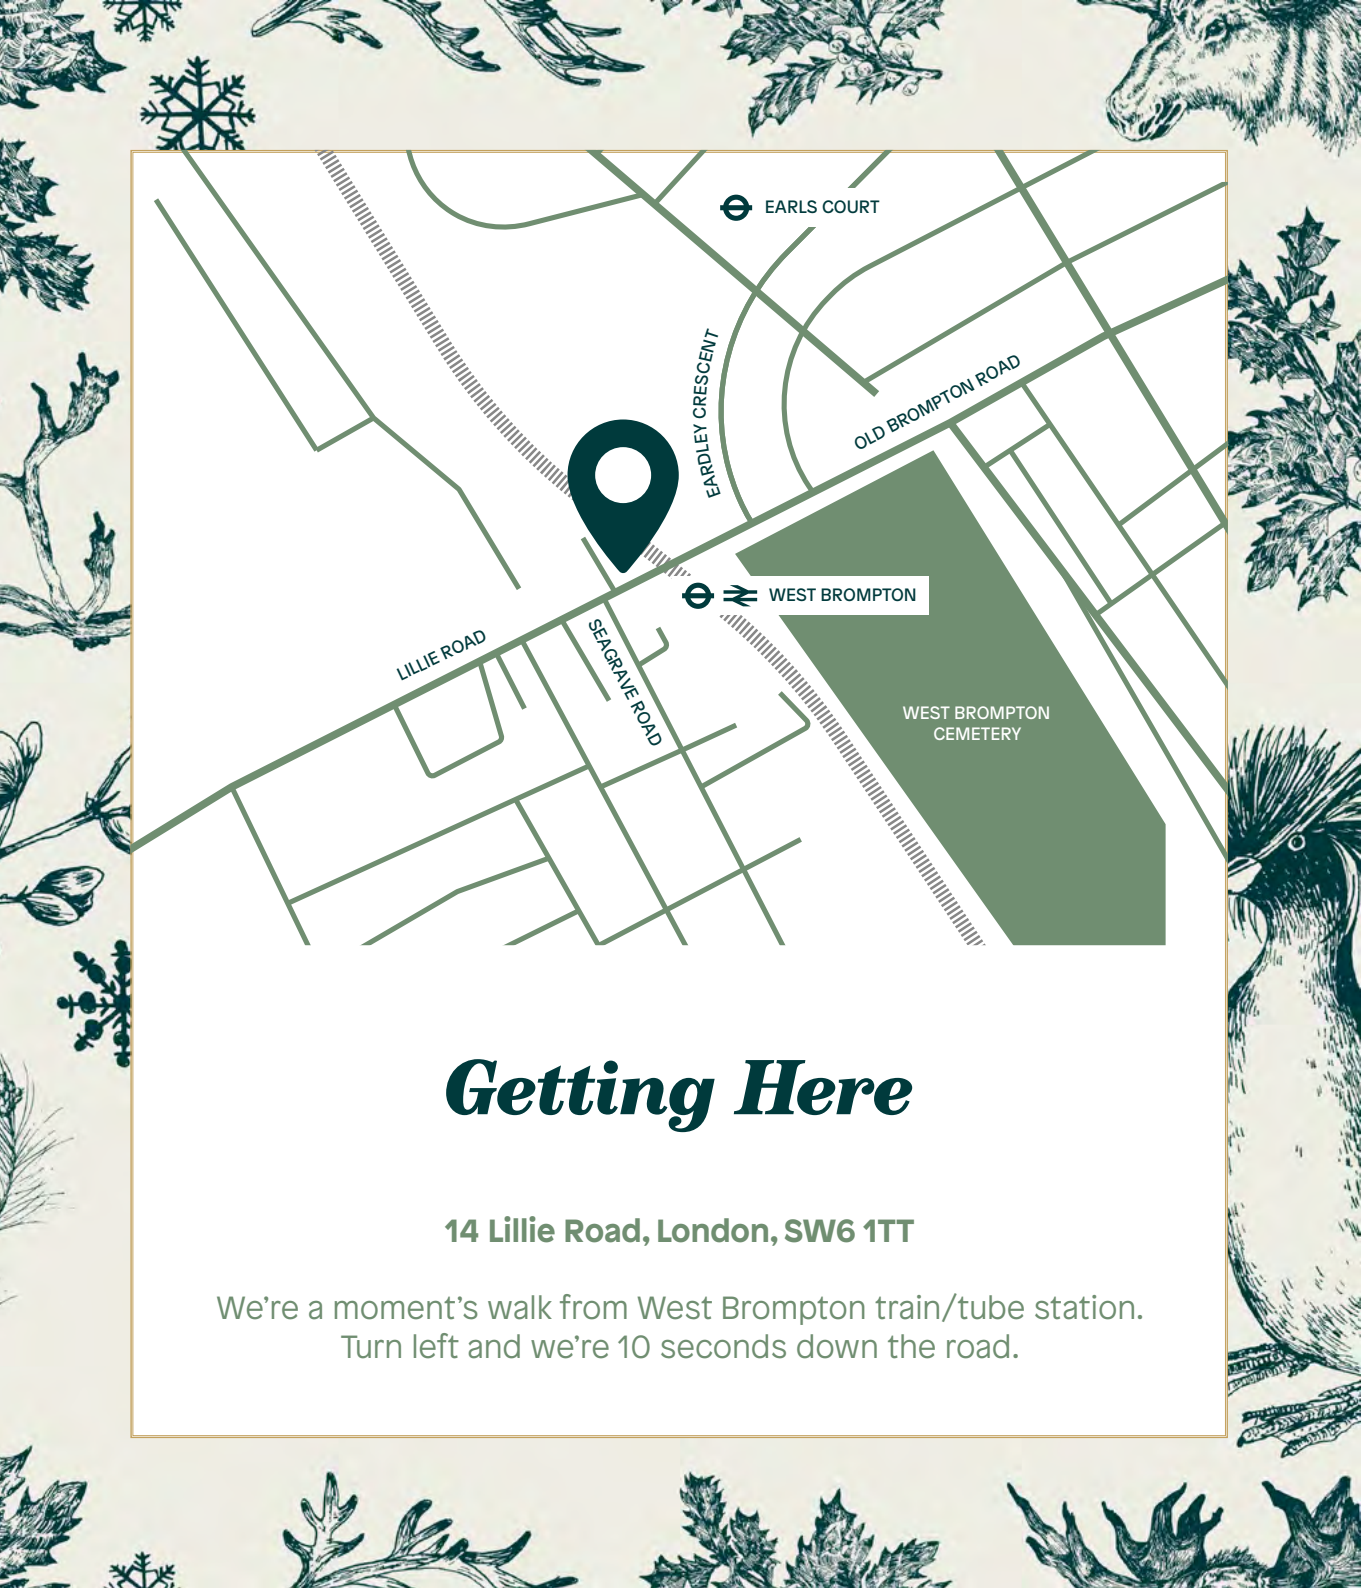 EARLS COURT
EARDLEY CRESCENT
OLD BROMPTON ROAD
WEST BROMPTON
LILLIE ROAD
SEAGRAVE ROAD
WEST BROMPTON
CEMETERY
Getting Here
14 Lillie Road, London, SW6 1TT
We’re a moment’s walk from West Brompton train/tube station.
Turn left and we’re 10 seconds down the road.